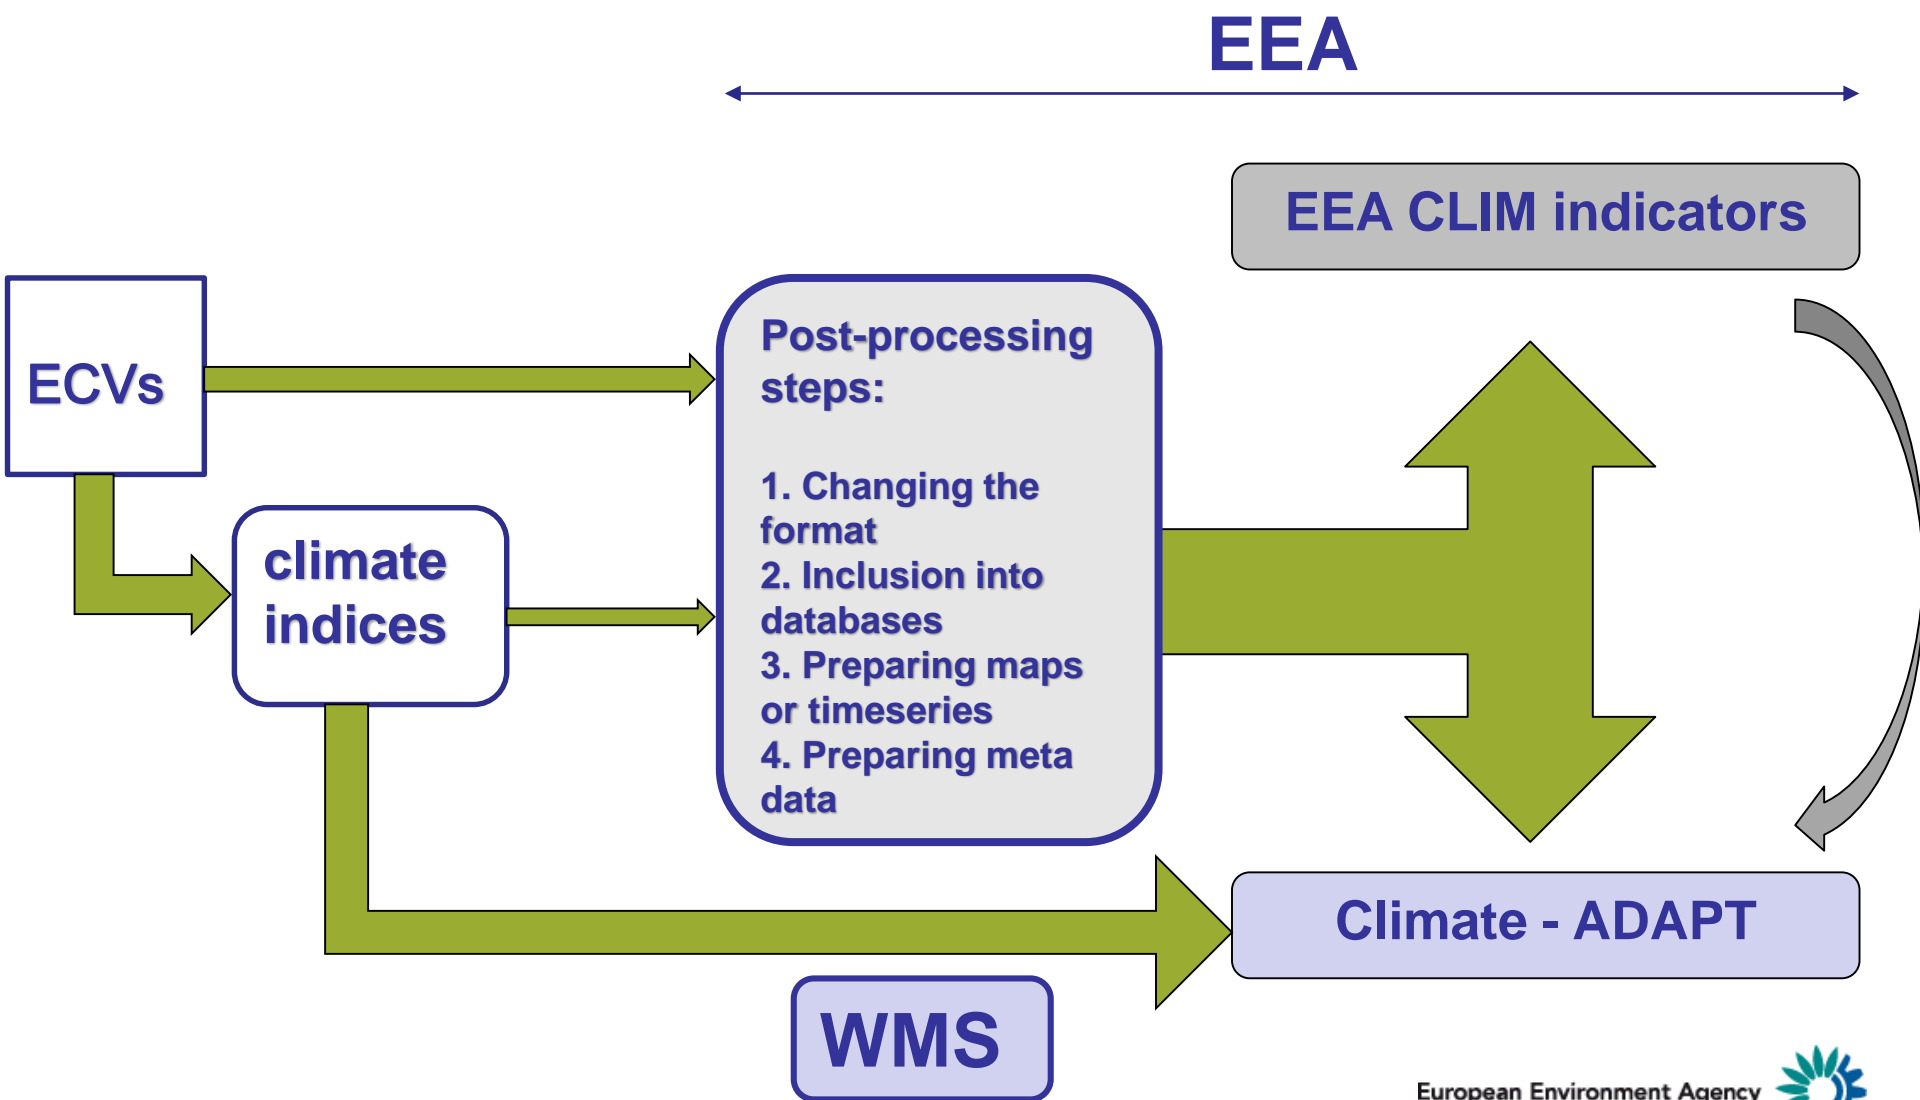 EEA
EEA CLIM indicators
ECVs
Post-processing
steps:
1. Changing the
format
2. Inclusion into
databases
3. Preparing maps
or timeseries
4. Preparing meta
data
climate
indices
Climate - ADAPT
WMS
European Environment Agency